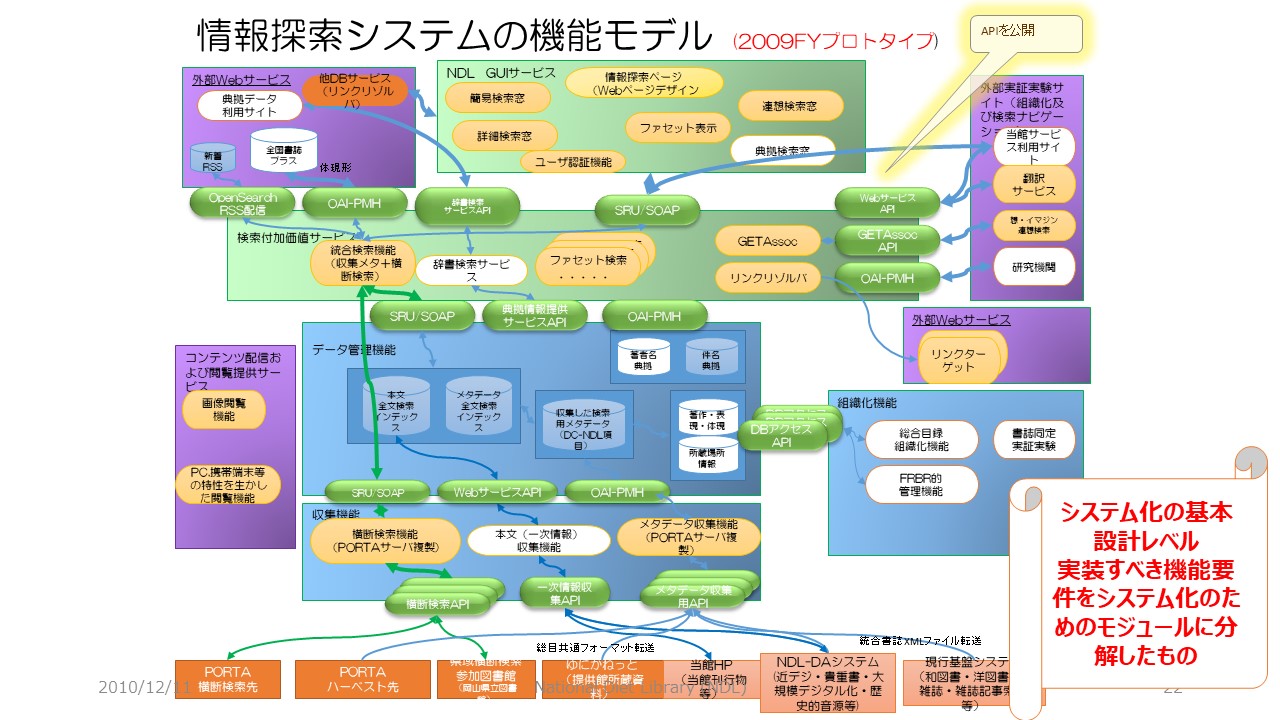 情報探索システムの機能モデル (2009FYプロトタイプ)
APIを公開
外部Webサービス
他DBサービス
(リンクリゾル
バ)
典拠データ
利用サイト
新着
RSS
全国書誌
プラス
体現形
NDL GUIサービス
簡易検索窓
情報探索ページ
(Webページデザイン
連想検索窓
詳細検索窓
ファセット表示
典拠検索窓
ユーザ認証機能
外部実証実験サ
イト(組織化及
び検索ナビゲー
ショ
当館サービ
ス利用サイ
ト
翻訳
サービス
想・イマジン
連想検索
研究機関
OpenSearch
RSS配信
OAI-PMH
辞書検索
サービスAPI
SRU/SOAP
Webサービス
API
検索付加価値サービス
統合検索機能
(収集メタ+横
断検索)
辞書検索サービ
ス
ファセット検索
・・・・・
GETAssoc
リンクリゾルバ
GETAssoc
API
OAI-PMH
SRU/SOAP
典拠情報提供
サービスAPI
OAI-PMH
外部Webサービス
リンクター
ゲット
データ管理機能
著者名
典拠
件名
典拠
本文
全文検索
インデック
ス
メタデータ
全文検索
インデック
ス
収集した検索
用メタデータ
(DC-NDL項
目)
著作・表
現・体現
所蔵場所
情報
DBアクセス
API
コンテンツ配信お
よび閲覧提供サー
ビス
画像閲覧
機能
PC,携帯端末等
の特性を生かし
た閲覧機能
組織化機能
総合目録
組織化機能
書誌同定
実証実験
FRBR的
管理機能
SRU/SOAP
WebサービスAPI
OAI-PMH
収集機能
横断検索機能
(PORTAサーバ複製)
本文(一次情報)
収集機能
メタデータ収集機能
(PORTAサーバ複
製)
横断検索API
一次情報収
集API
メタデータ収集
用API
システム化の基本
設計レベル
実装すべき機能要
件をシステム化のた
めのモジュールに分
解したもの
総目共通フォーマット転送
統合書誌XMLファイル転送
PORTA
横断検索先
PORTA
ハーベスト先
県域横断検索
参加図書館
(岡山県立図書
ゆにかねっと
(提供館所蔵資
料)
当館HP
(当館刊行物
等)
NDL-DAシステム
(近デジ・貴重書・大
規模デジタル化・歴
史的音源等)
現行基盤システ
(和図書・洋図書
雑誌・雑誌記事索
等)
2010/12/11
National Diet Library (NDL)
22